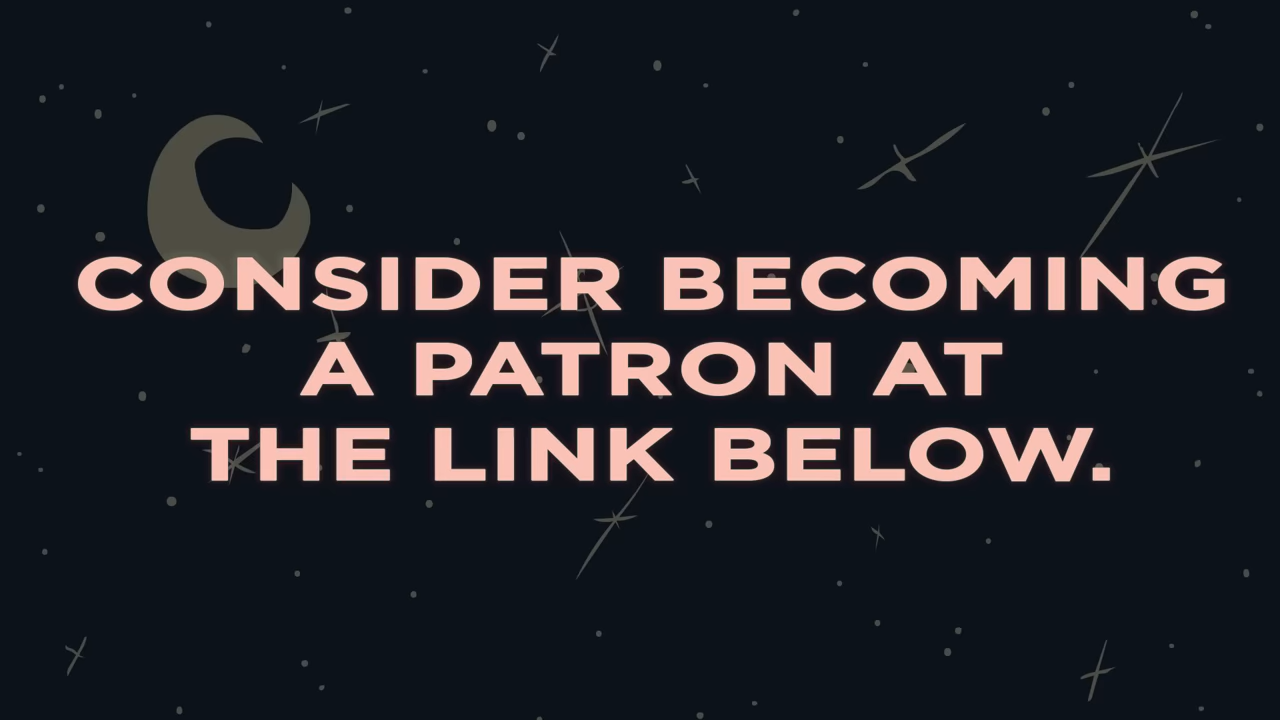 CONSIDER BECOMING
A PATRON AT
THE LINK BELOW.